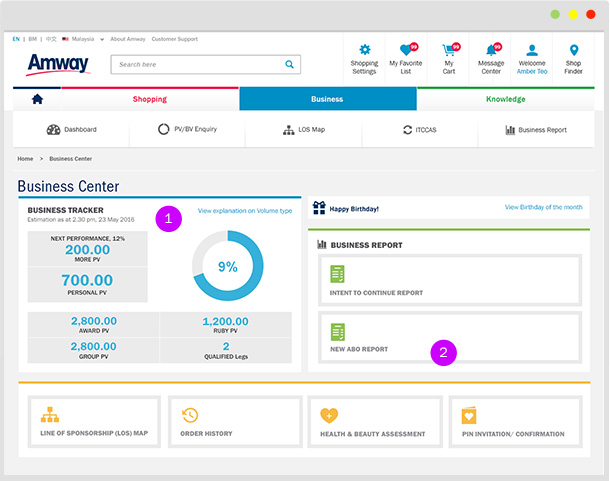 EN | BM | 中文 Malaysia About Amway Customer Support
Amway
Search here
Shopping Settings
99
My Favorite List
99
My Cart
99
Message Center
Welcome
Amber Teo
Shop Finder
Shopping
Business
Knowledge
Dashboard
PV/BV Enquiry
LOS Map
ITCCAS
Business Report
Home > Business Center
Business Center
BUSINESS TRACKER
Estimation as at 2.30 pm, 23 May 2016
1
View explanation on Volume type
NEXT PERFORMANCE, 12%
200.00
MORE PV
700.00
PERSONAL PV
9%
2,800.00
AWARD PV
1,200.00
RUBY PV
2,800.00
GROUP PV
2
QUALIFIED Legs
Happy Birthday!
View Birthday of the month
BUSINESS REPORT
INTENT TO CONTINUE REPORT
NEW ABO REPORT
2
LINE OF SPONSORSHIP (LOS) MAP
ORDER HISTORY
HEALTH & BEAUTY ASSESSMENT
PIN INVITATION/ CONFIRMATION